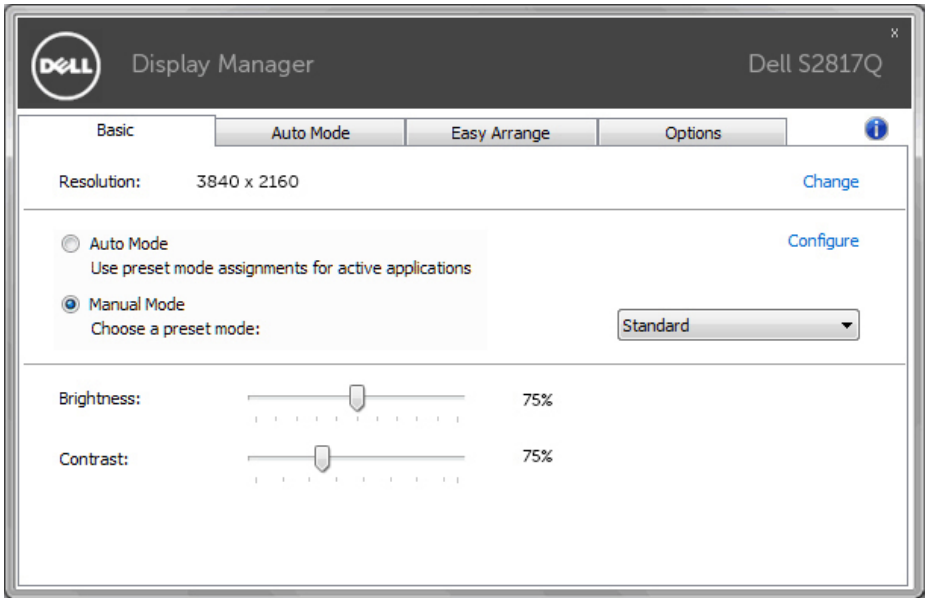 x
DELL Display Manager Dell S2817Q
Basic Auto Mode Easy Arrange Options i
Resolution: 3840 x 2160 Change
Auto Mode Configure
Use preset mode assignments for active applications
Manual Mode
Choose a preset mode: Standard
Brightness: 75%
Contrast: 75%